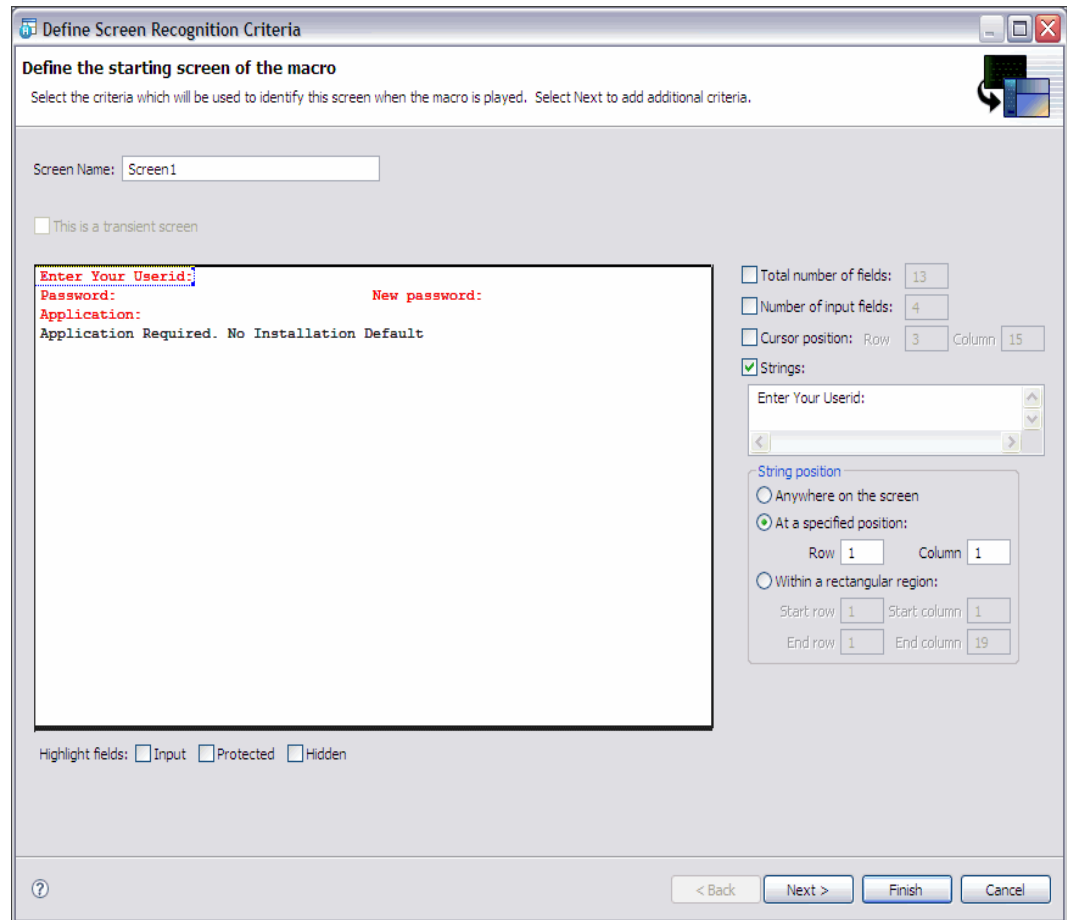 Define Screen Recognition Criteria
Define the starting screen of the macro
Select the criteria which will be used to identify this screen when the macro is played. Select Next to add additional criteria.
Screen Name: Screen1
This is a transient screen
Enter Your Userid:
Password: New password:
Application:
Application Required. No Installation Default
Total number of fields: 13
Number of input fields: 4
Cursor position: Row 3 Column 15
Strings:
Enter Your Userid:
String position
Anywhere on the screen
At a specified position:
Row 1 Column 1
Within a rectangular region:
Start row 1 Start column 1
End row 1 End column 19
Highlight fields: Input Protected Hidden
< Back Next > Finish Cancel